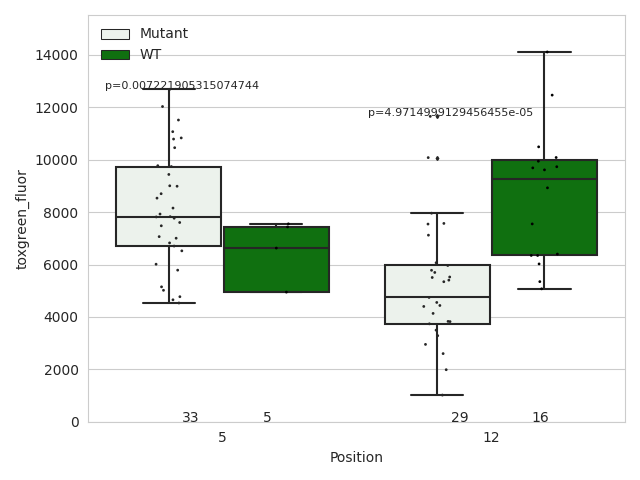 Mutant
WT
14000
p=0.007221905315074744
12000
p=4.9714999129456455e-05
10000
8000
6000
4000
2000
0
toxgreen_fluor
33 5 29 16
5 12
Position